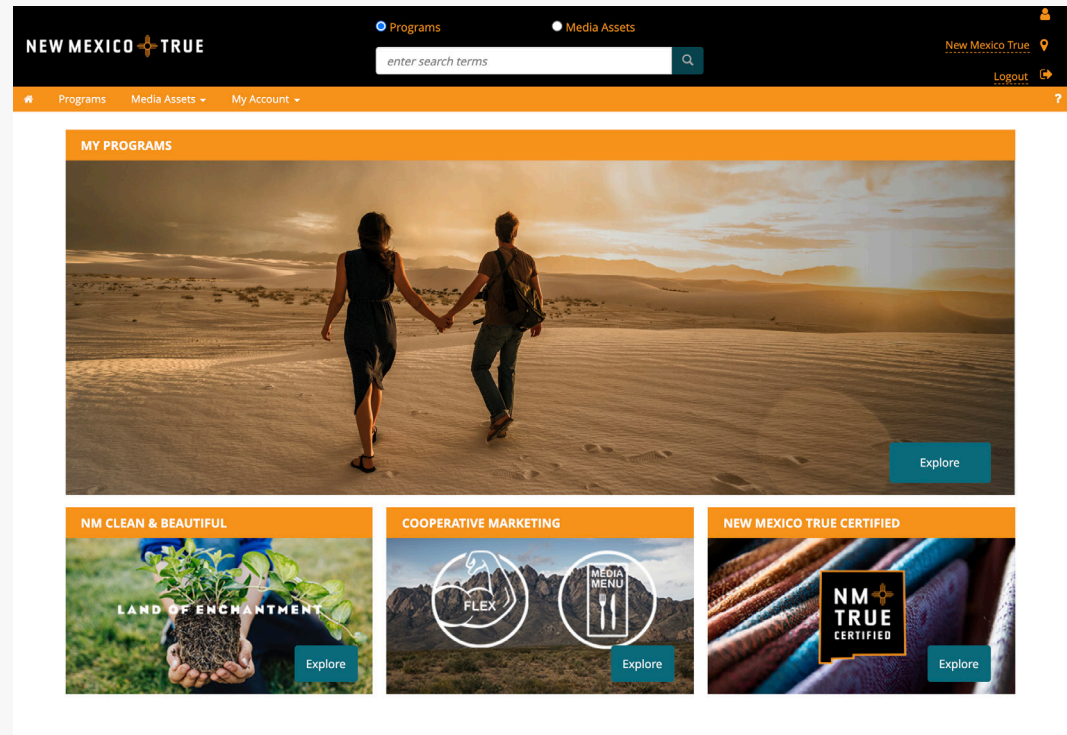 Programs
Media Assets
NEW MEXICO TRUE
enter search terms
New Mexico True
Logout
Programs
Media Assets
My Account
?
MY PROGRAMS
Explore
NM CLEAN & BEAUTIFUL
COOPERATIVE MARKETING
NEW MEXICO TRUE CERTIFIED
LAND OF ENCHANTMENT
Explore
FLEX
MEDIA
MENU
Explore
NM
TRUE
CERTIFIED
Explore